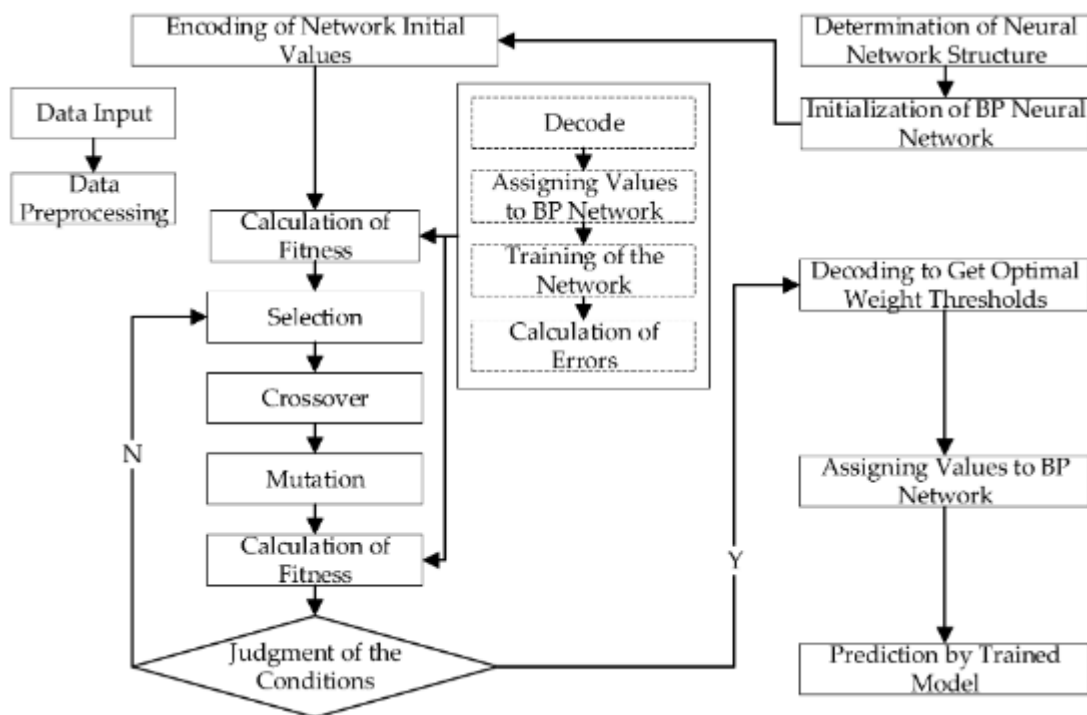 Encoding of Network Initial
Values
Determination of Neural
Network Structure
Initialization of BP Neural
Network
Data Input
Data
Preprocessing
Decode
Assigning Values
to BP Network
Training of the
Network
Calculation of
Errors
Calculation of
Fitness
Selection
Crossover
Mutation
Calculation of
Fitness
Judgment of the
Conditions
N
Y
Decoding to Get Optimal
Weight Thresholds
Assigning Values to BP
Network
Prediction by Trained
Model